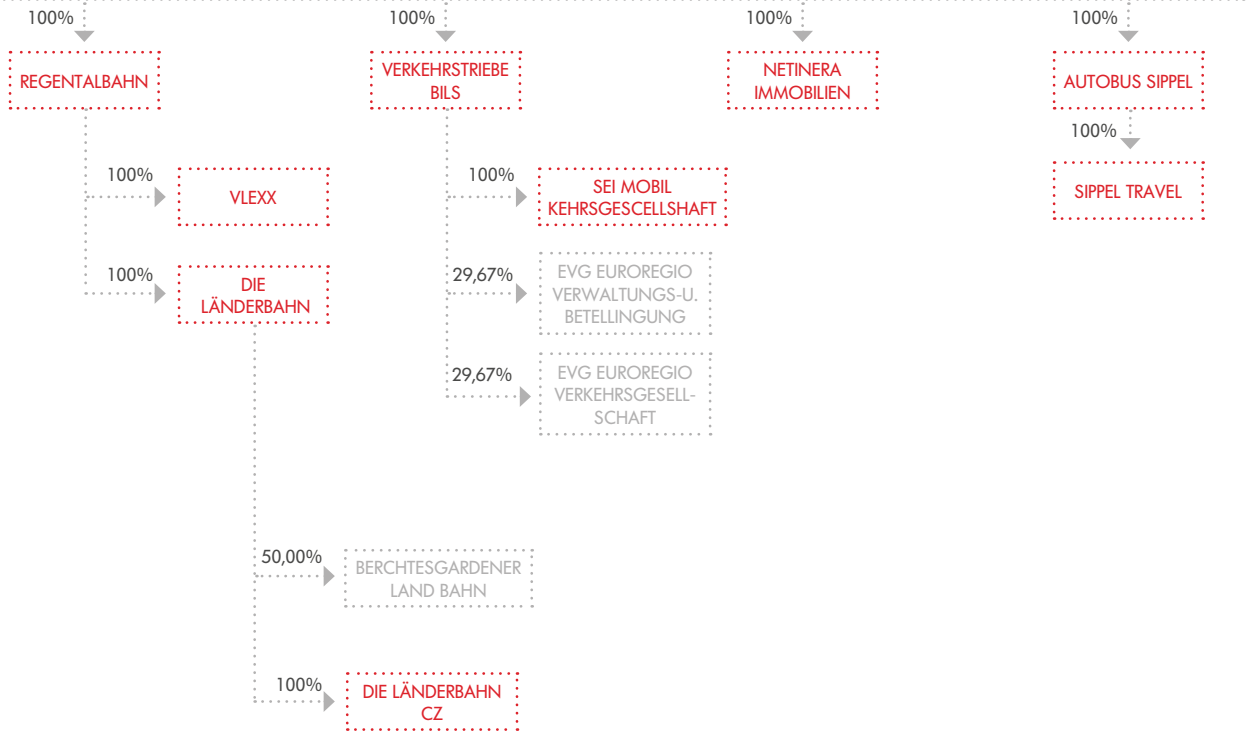 100%
100%
100%
100%
REGENTALBAHN
VERKEHRSTRIEBE
BILS
NETINERA
IMMOBILIEN
AUTOBUS SIPPEL
100%
SIPPEL TRAVEL
100%
VLEXX
100%
SEI MOBIL
KEHRSGESCELLSHAFT
100%
DIE
LÄNDERBAHN
29,67%
EVG EUROREGIO
VERWALTUNGS-U.
BETELLINGUNG
29,67%
EVG EUROREGIO
VERKEHRSGESELL-
SCHAFT
50,00%
BERCHTESGARDENER
LAND BAHN
100%
DIE LÄNDERBAHN
CZ